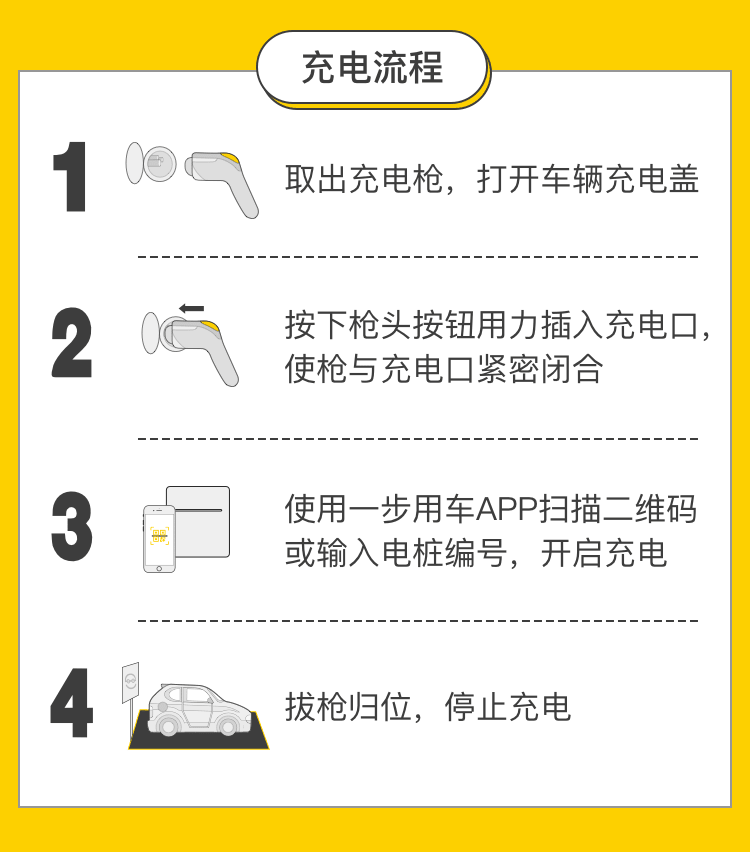 充电流程
1
取出充电枪，打开车辆充电盖
2
按下枪头按钮用力插入充电口，
使枪与充电口紧密闭合
3
使用一步用车APP扫描二维码
或输入电桩编号，开启充电
4
拔枪归位，停止充电